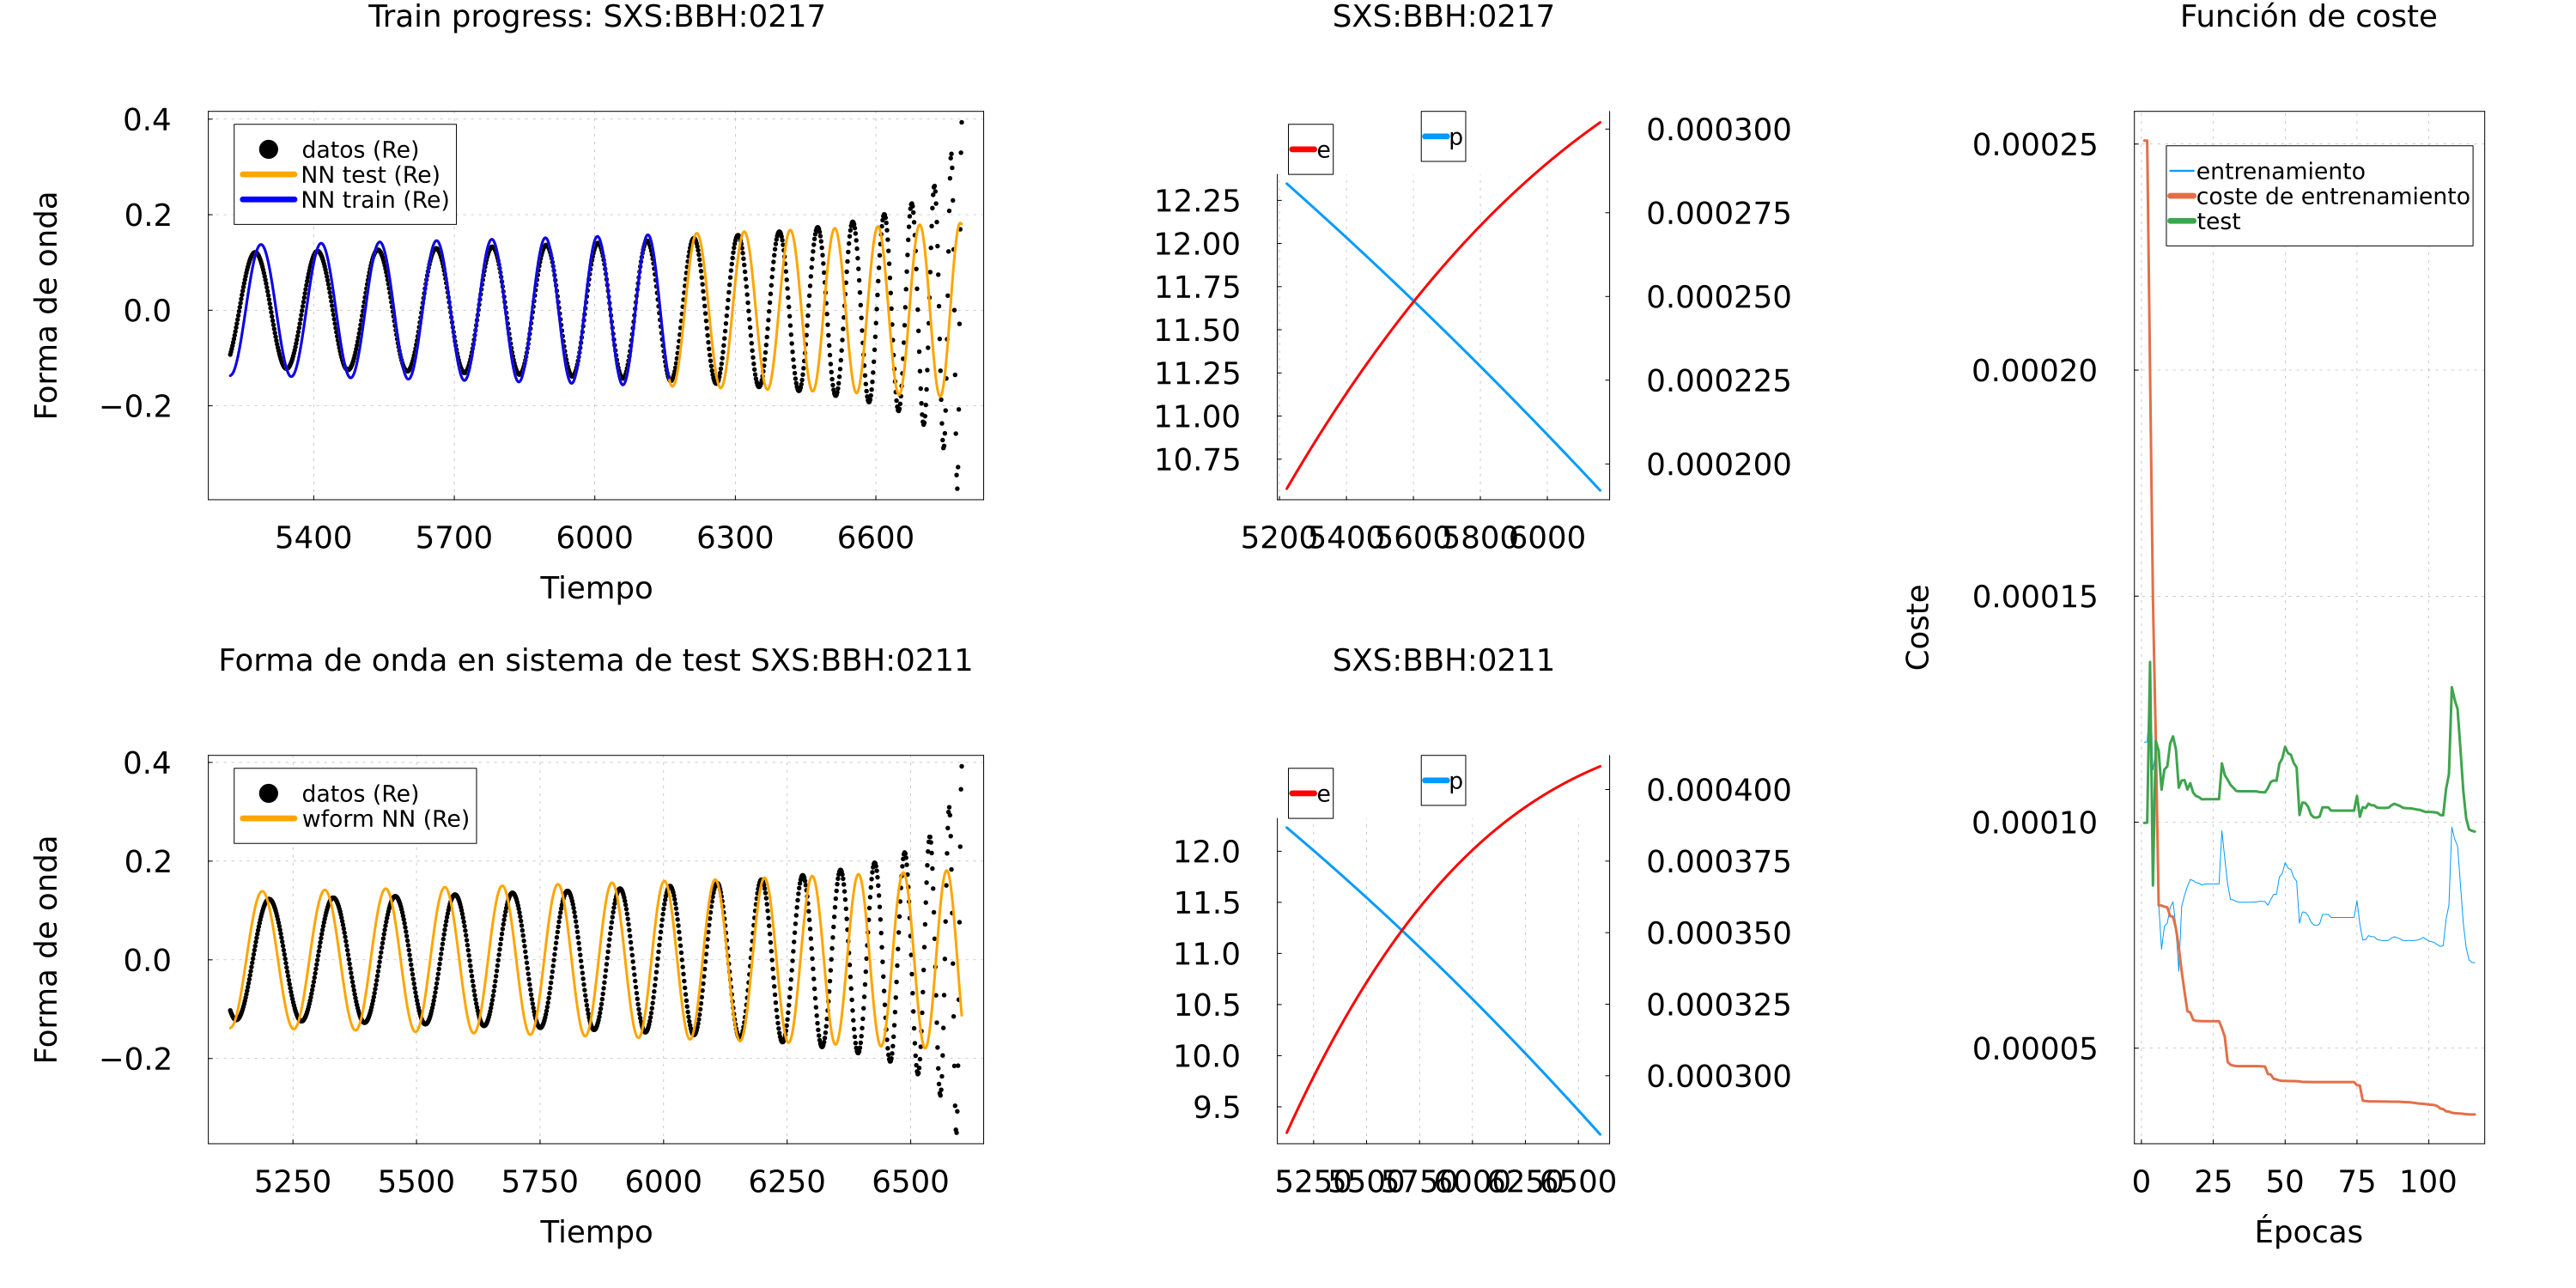 Train progress: SXS:BBH:0217
0.4
0.2
0.0
−0.2
Forma de onda
datos (Re)
NN test (Re)
NN train (Re)
5400 5700 6000 6300 6600
Tiempo
SXS:BBH:0217
e
p
12.25
12.00
11.75
11.50
11.25
11.00
10.75
0.000300
0.000275
0.000250
0.000225
0.000200
5200 5400 5600 5800 6000
Forma de onda en sistema de test SXS:BBH:0211
0.4
0.2
0.0
−0.2
Forma de onda
datos (Re)
wform NN (Re)
5250 5500 5750 6000 6250 6500
Tiempo
SXS:BBH:0211
e
p
12.0
11.5
11.0
10.5
10.0
9.5
0.000400
0.000375
0.000350
0.000325
0.000300
5250 5500 5750 6000 6250 6500
Función de coste
Coste
0.00025
0.00020
0.00015
0.00010
0.00005
entrenamiento
coste de entrenamiento
test
0 25 50 75 100
Épocas